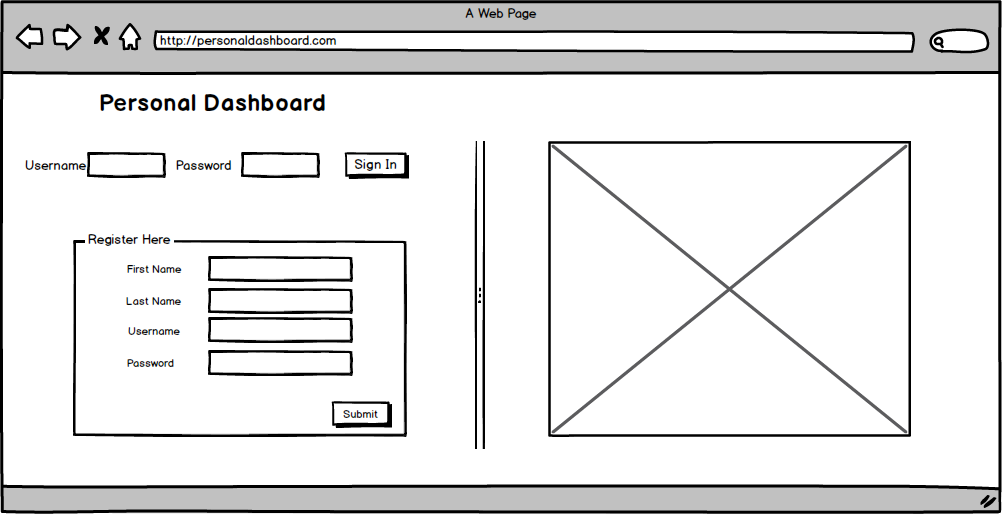 A Web Page
http://personaldashboard.com
Personal Dashboard
Username Password Sign In
Register Here
First Name
Last Name
Username
Password
Submit